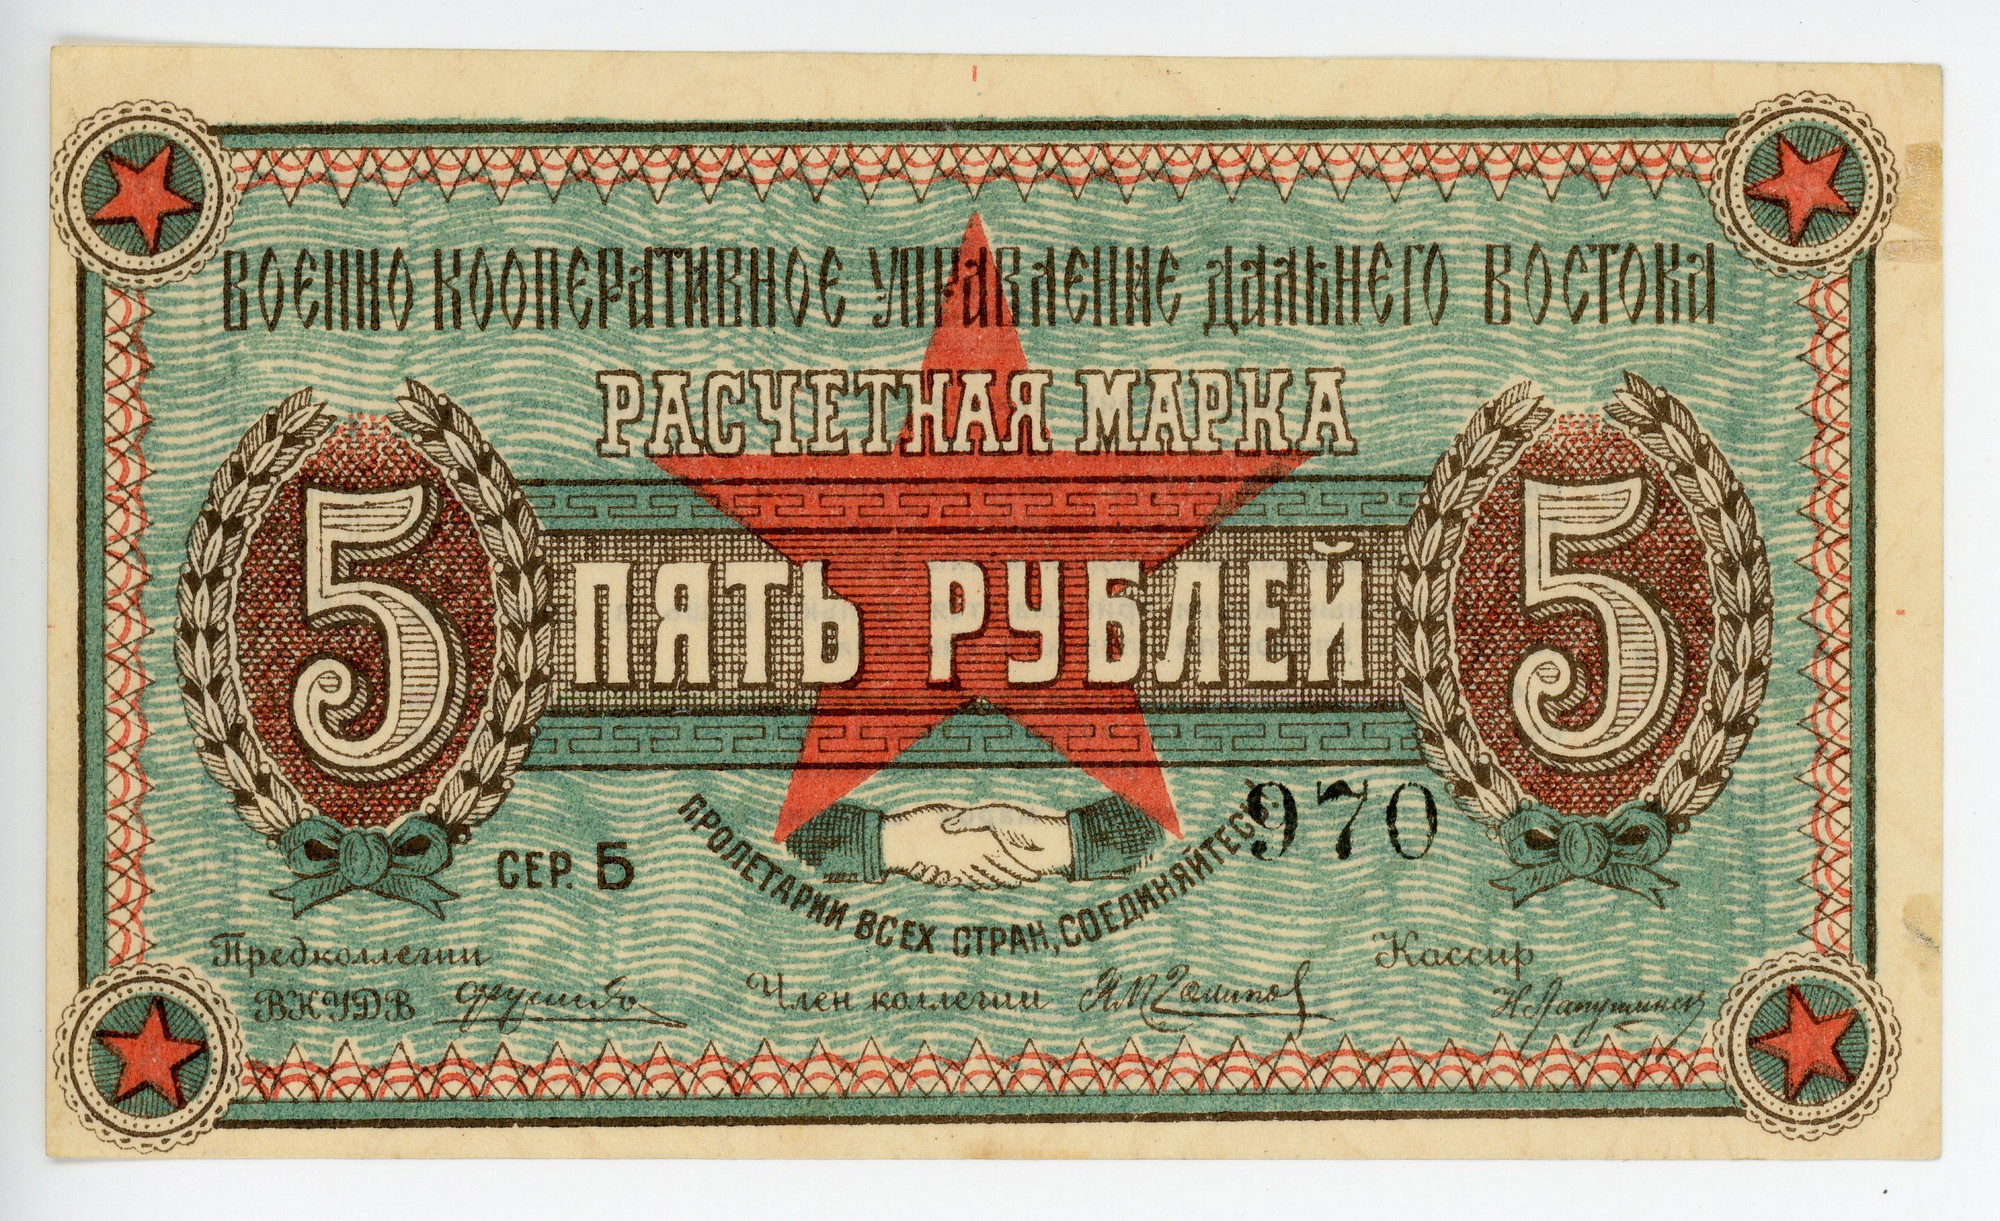 ВОЕННО КООПЕРАТИВНОЕ УПРАВЛЕНИЕ ДАЛЬНЕГО ВОСТОКА
РАСЧЕТНАЯ МАРКА
5 ПЯТЬ РУБЛЕЙ 5
СЕР. Б
970
ПРОЛЕТАРИИ ВСЕХ СТРАН, СОЕДИНЯЙТЕСЬ
Предколлегии
ВКУДВ
Член коллегии
Кассир